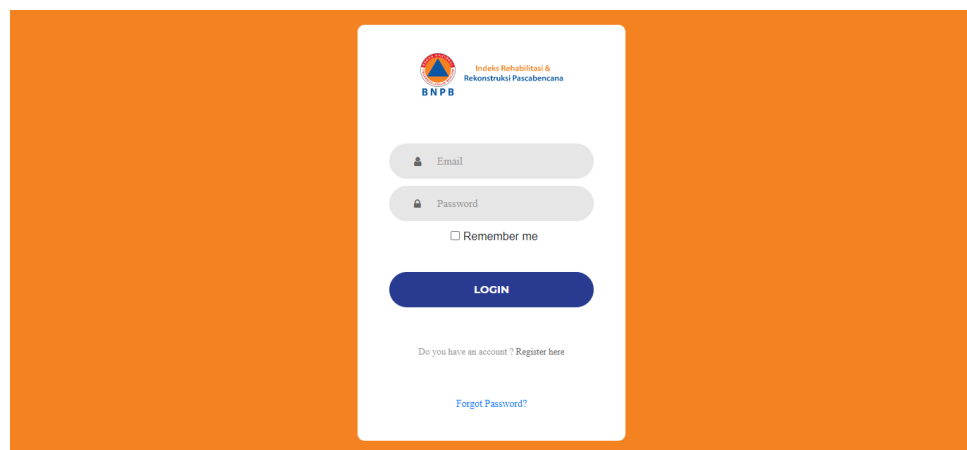 BNPB
Indeks Rehabilitasi &
Rekonstruksi Pascabencana
Email
Password
Remember me
LOGIN
Do you have an account ? Register here
Forgot Password?